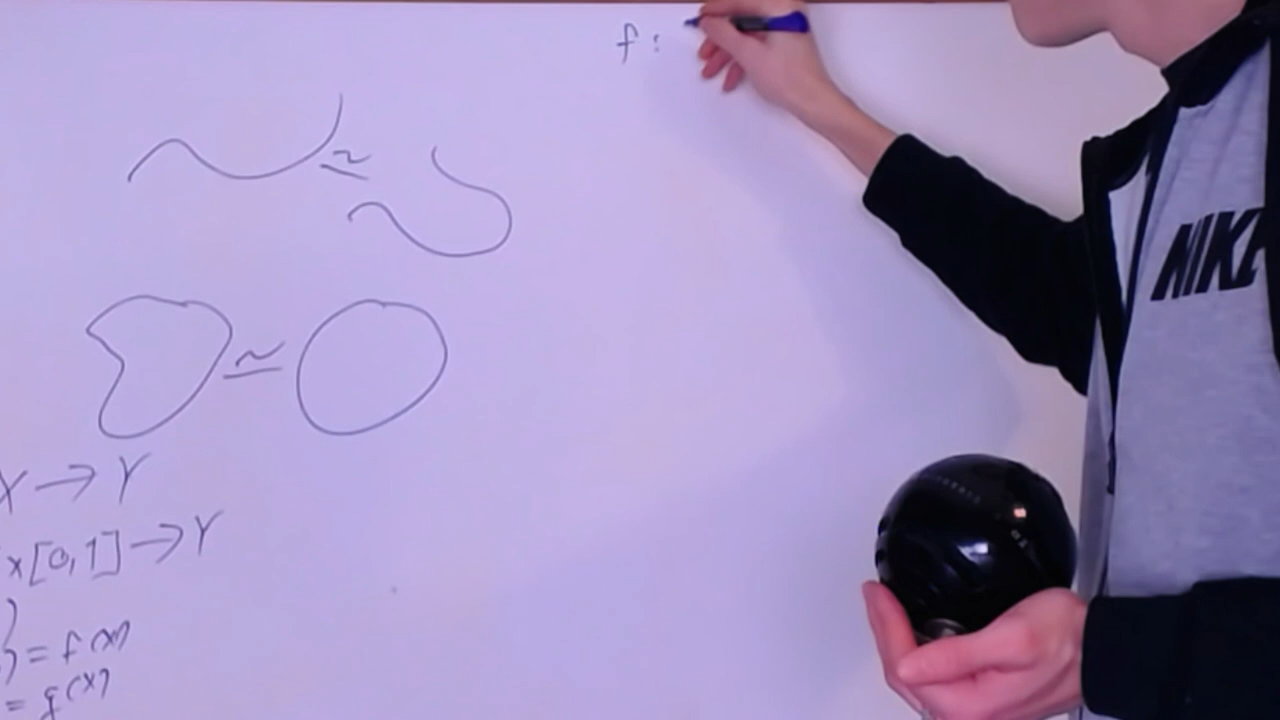 f :
≃
≃
X → Y
x[0,1] → Y
) = f(x)
= g(x)
NIKE